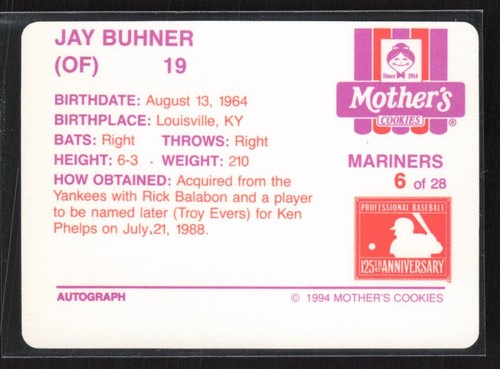 JAY BUHNER
(OF) 19
BIRTHDATE: August 13, 1964
BIRTHPLACE: Louisville, KY
BATS: Right THROWS: Right
HEIGHT: 6-3 WEIGHT: 210
HOW OBTAINED: Acquired from the
Yankees with Rick Balabon and a player
to be named later (Troy Evers) for Ken
Phelps on July 21, 1988.
AUTOGRAPH
Since 1914
Mother's
COOKIES ®
MARINERS
6 of 28
PROFESSIONAL BASEBALL
125TH ANNIVERSARY
© 1994 MOTHER'S COOKIES